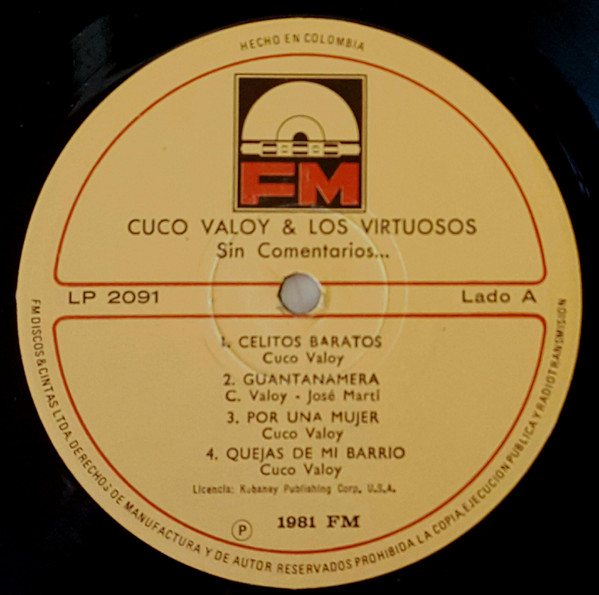 HECHO EN COLOMBIA
FM
CUCO VALOY & LOS VIRTUOSOS
Sin Comentarios...
LP 2091
Lado A
1. CELITOS BARATOS
Cuco Valoy
2. GUANTANAMERA
C. Valoy - José Martí
3. POR UNA MUJER
Cuco Valoy
4. QUEJAS DE MI BARRIO
Cuco Valoy
Licencia: Kubaney Publishing Corp. U.S.A.
P 1981 FM
FM DISCOS & CINTAS LTDA. DERECHOS DE MANUFACTURA Y DE AUTOR RESERVADOS PROHIBIDA LA COPIA, EJECUCION PUBLICA Y RADIOTRANSMISION